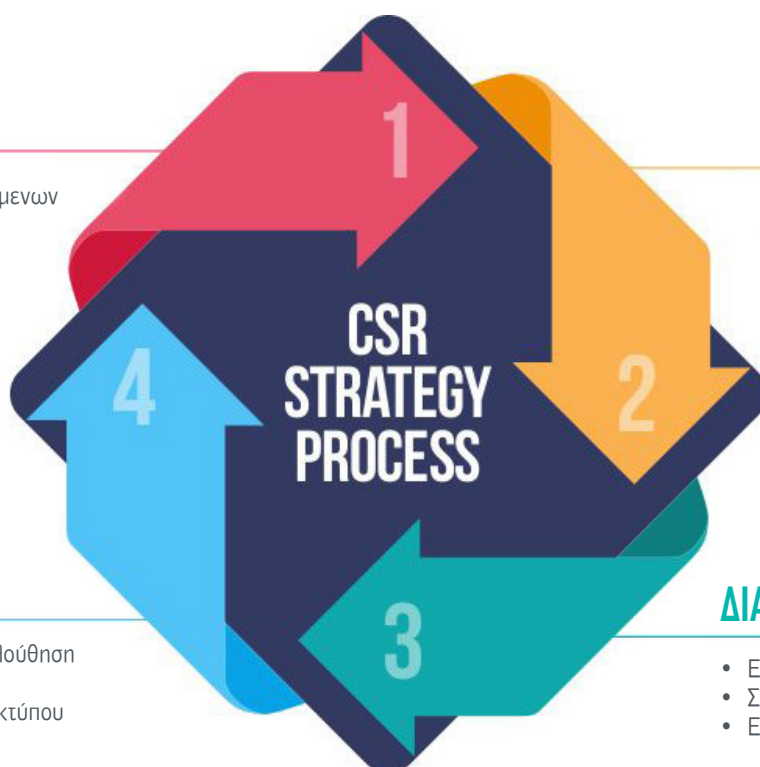 1
μενων
CSR
STRATEGY
PROCESS
4
2
3
ΔΙΑ
λούθηση
κτύπου
• Ε
• Σ
• Ε